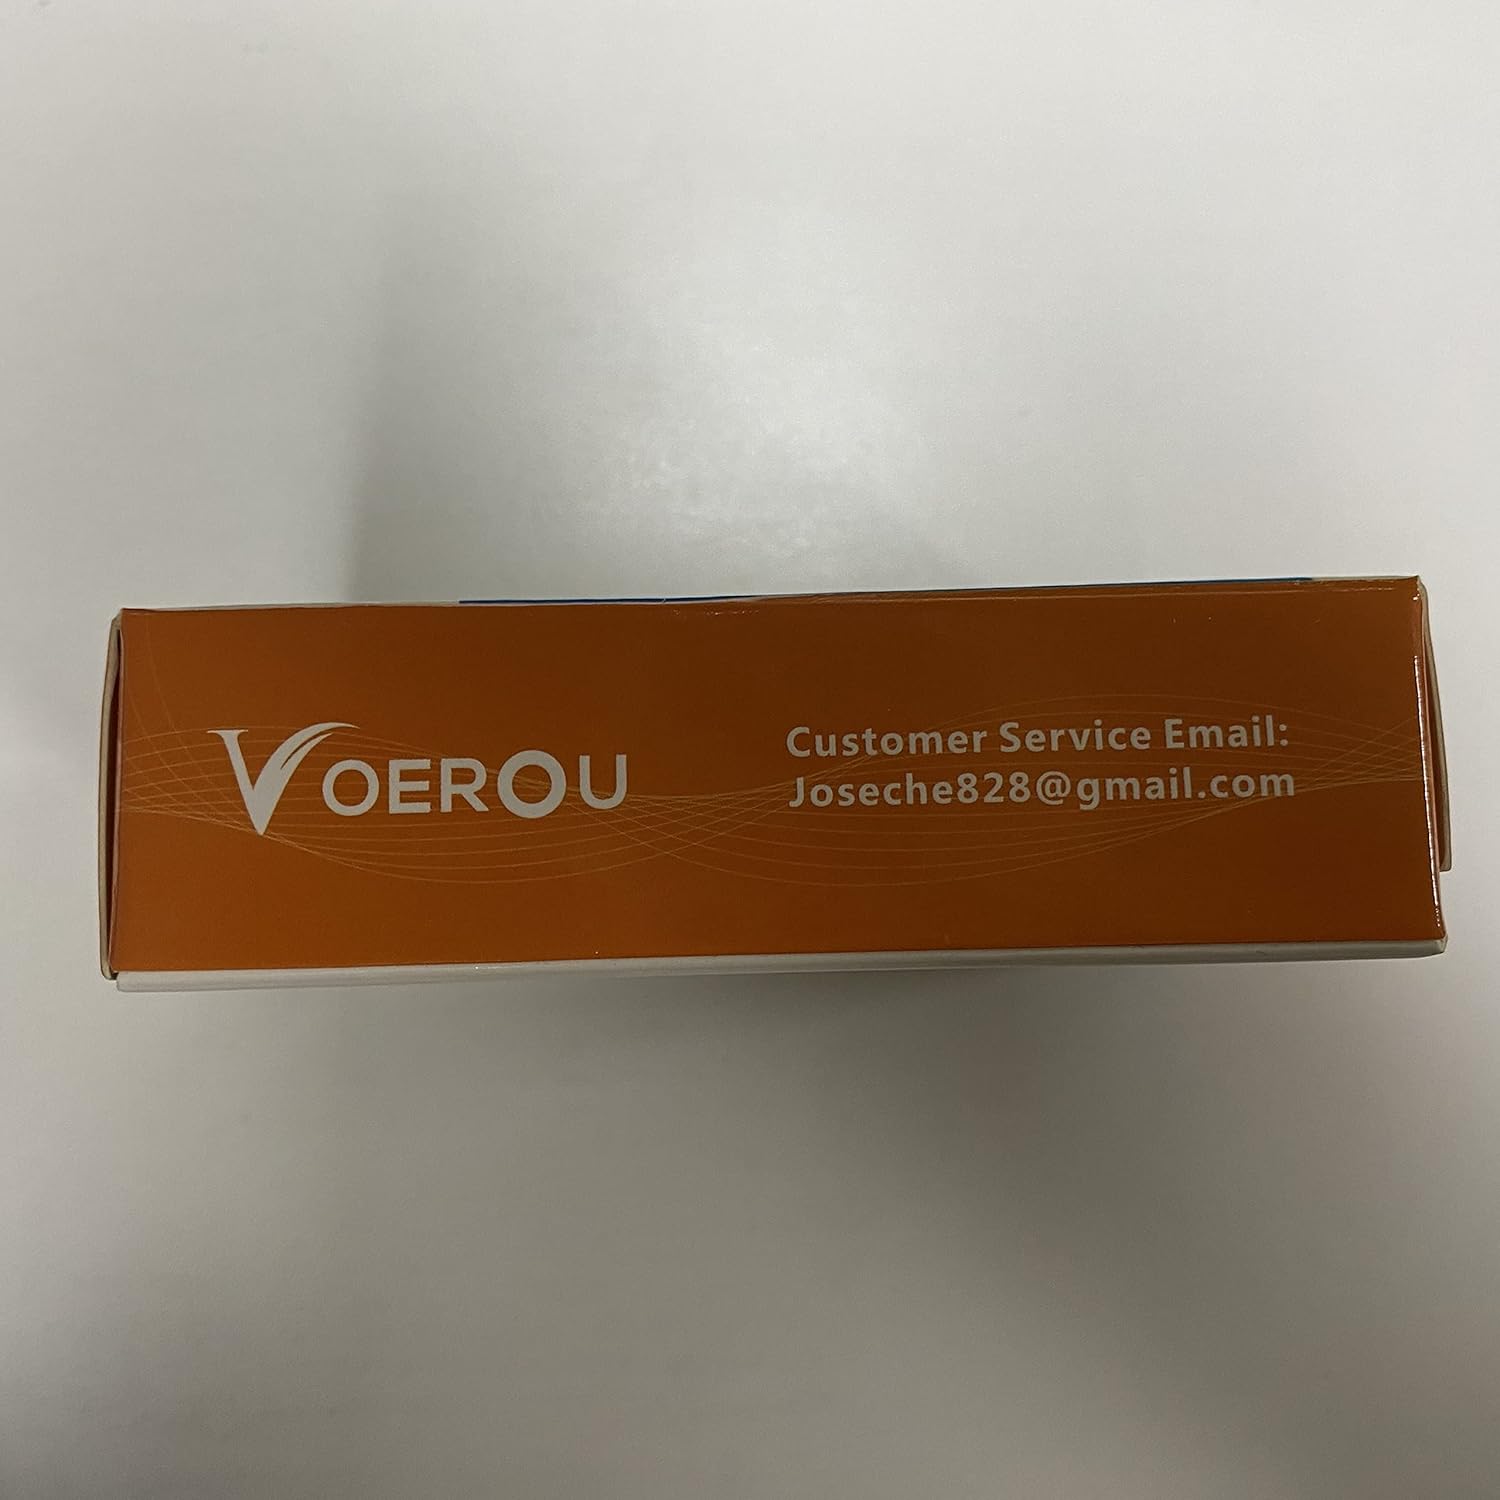 VOEROU
Customer Service Email:
Joseche828@gmail.com